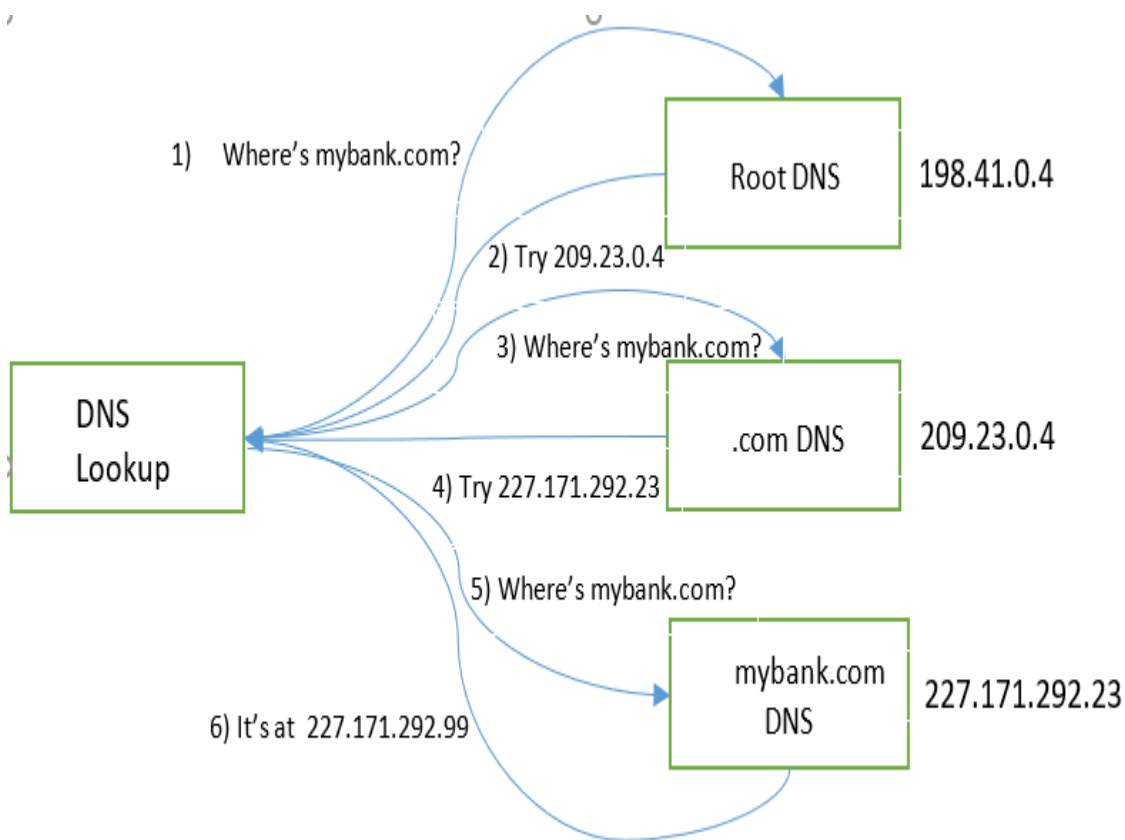 1) Where's mybank.com?
Root DNS
198.41.0.4
2) Try 209.23.0.4
3) Where's mybank.com?
DNS
Lookup
.com DNS
209.23.0.4
4) Try 227.171.292.23
5) Where's mybank.com?
mybank.com
DNS
227.171.292.23
6) It's at 227.171.292.99